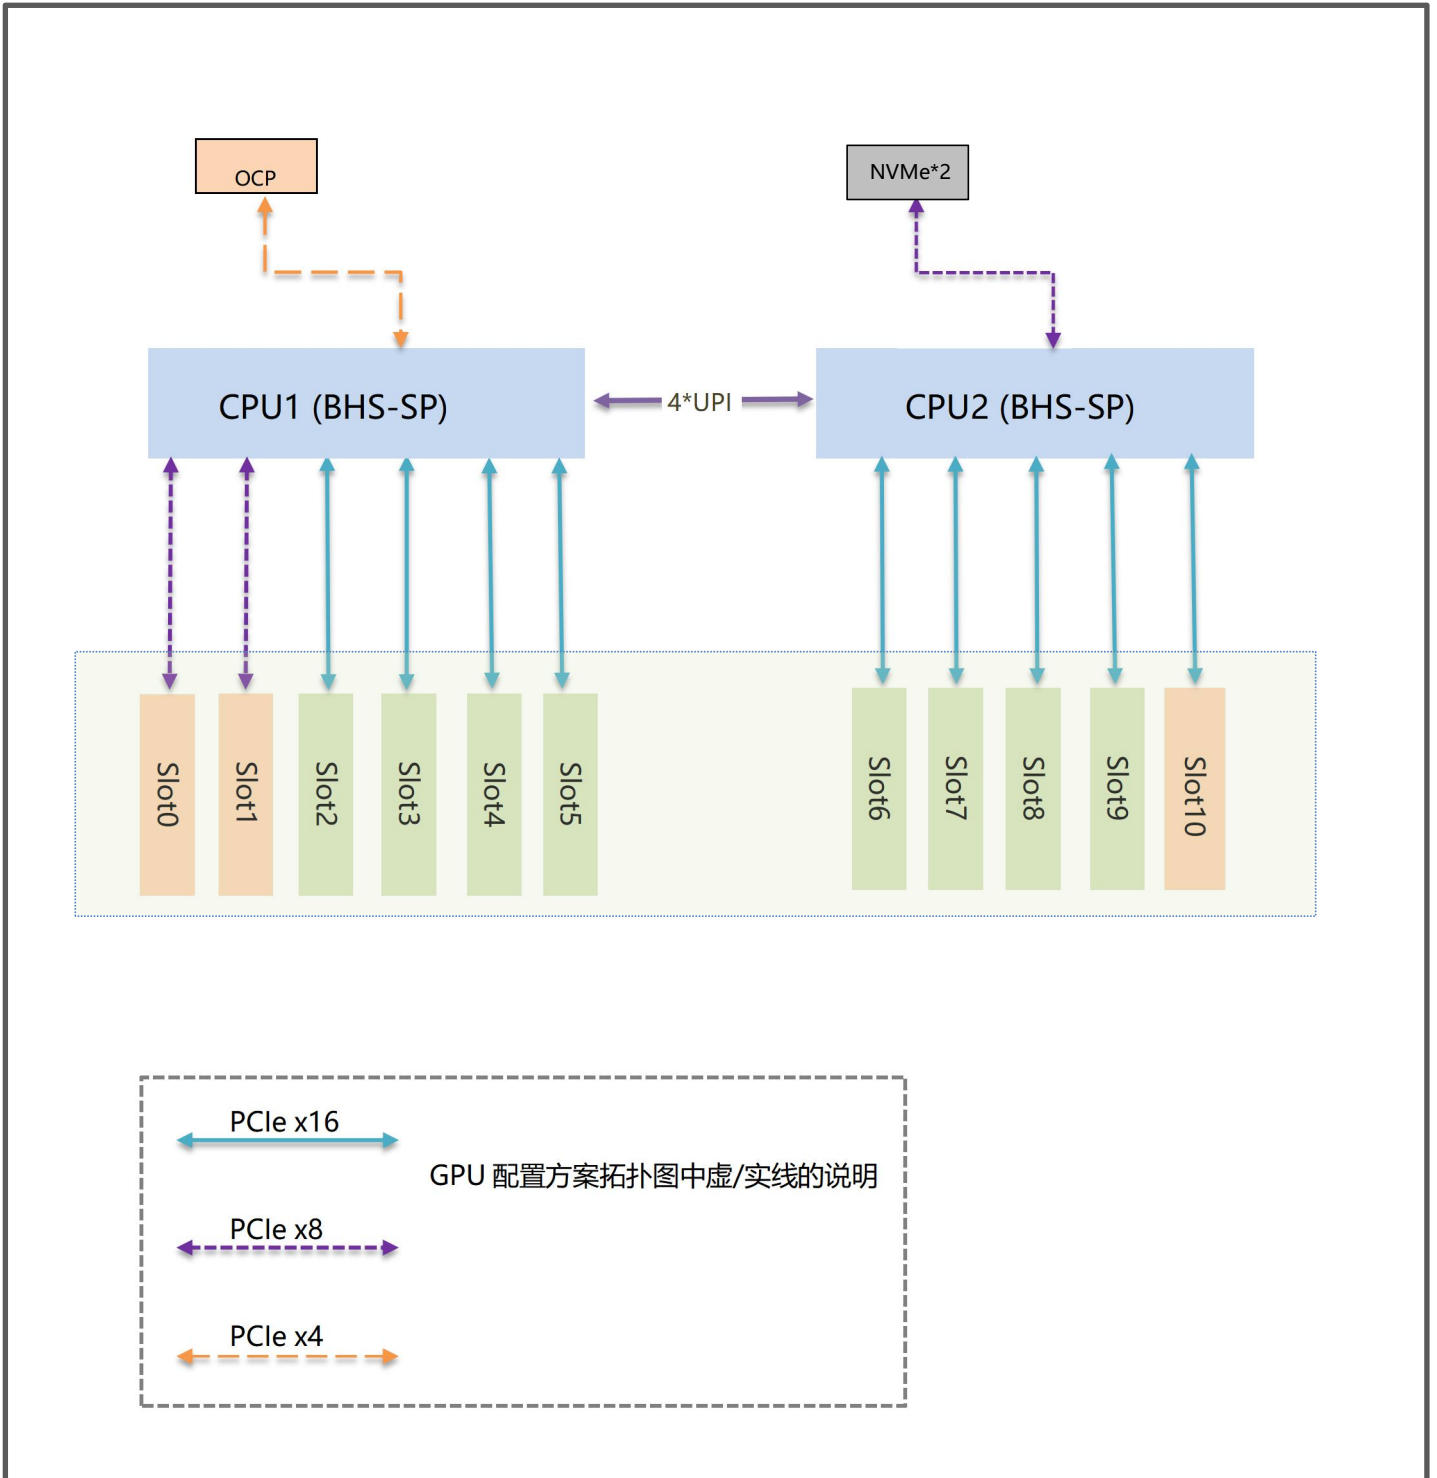 OCP
NVMe*2
CPU1 (BHS-SP)
4*UPI
CPU2 (BHS-SP)
Slot0
Slot1
Slot2
Slot3
Slot4
Slot5
Slot6
Slot7
Slot8
Slot9
Slot10
PCIe x16
GPU 配置方案拓扑图中虚/实线的说明
PCIe x8
PCIe x4